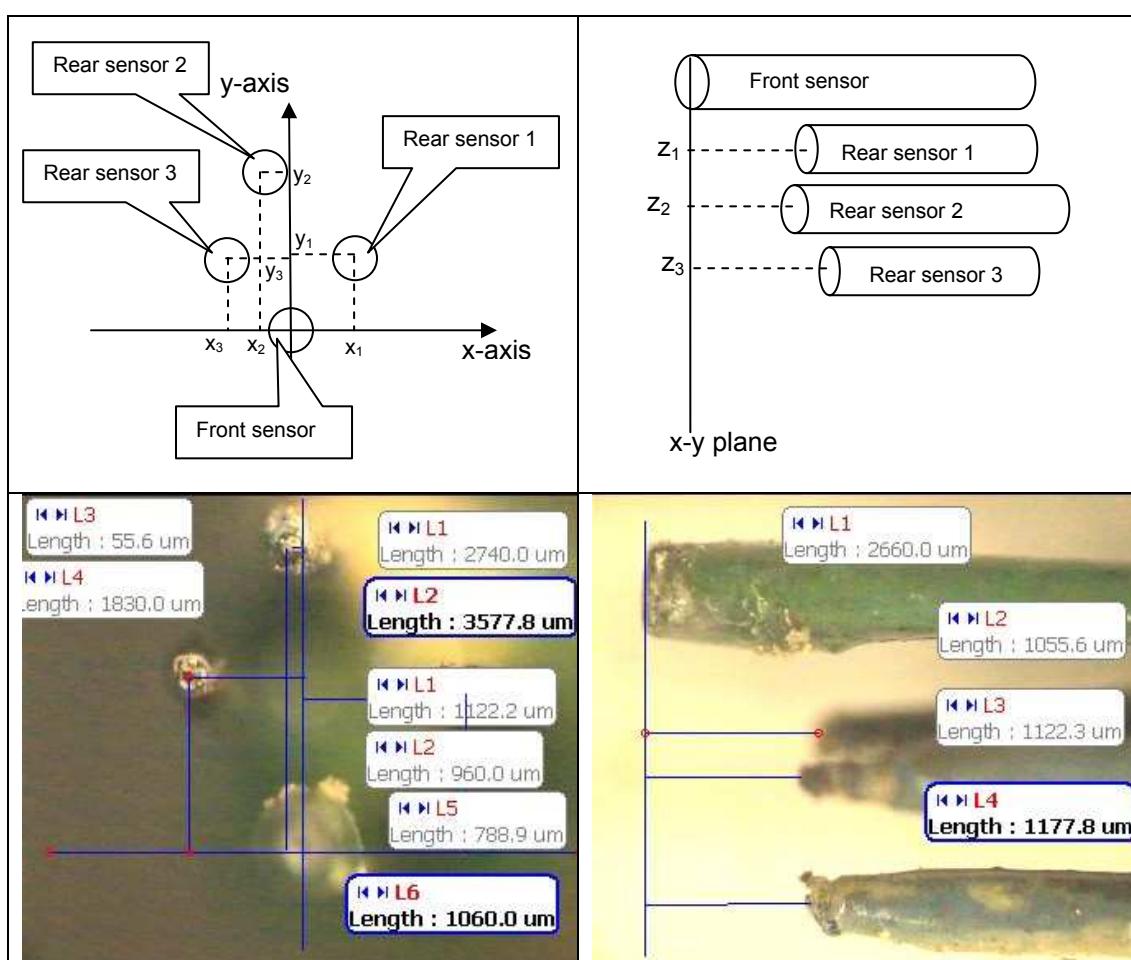 Rear sensor 2
y-axis
Rear sensor 1
Rear sensor 3
y₂
y₁
y₃
x₃
x₂
x₁
x-axis
Front sensor
Front sensor
z₁
Rear sensor 1
z₂
Rear sensor 2
z₃
Rear sensor 3
x-y plane
L3
Length : 55.6 um
L4
Length : 1830.0 um
L1
Length : 2740.0 um
L2
Length : 3577.8 um
L1
Length : 1122.2 um
L2
Length : 960.0 um
L5
Length : 788.9 um
L6
Length : 1060.0 um
L1
Length : 2660.0 um
L2
Length : 1055.6 um
L3
Length : 1122.3 um
L4
Length : 1177.8 um